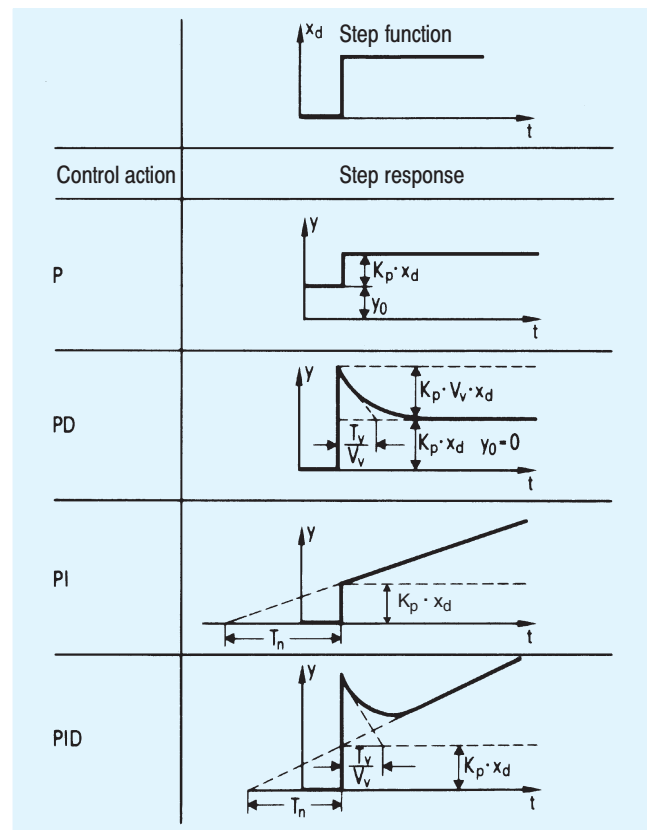 x_d Step function
t
Control action Step response
P
y
K_p · x_d
y_0
t
PD
y
K_p · V_v · x_d
T_v
V_v
K_p · x_d y_0 = 0
t
PI
y
K_p · x_d
T_n
t
PID
y
T_v
V_v
K_p · x_d
T_n
t